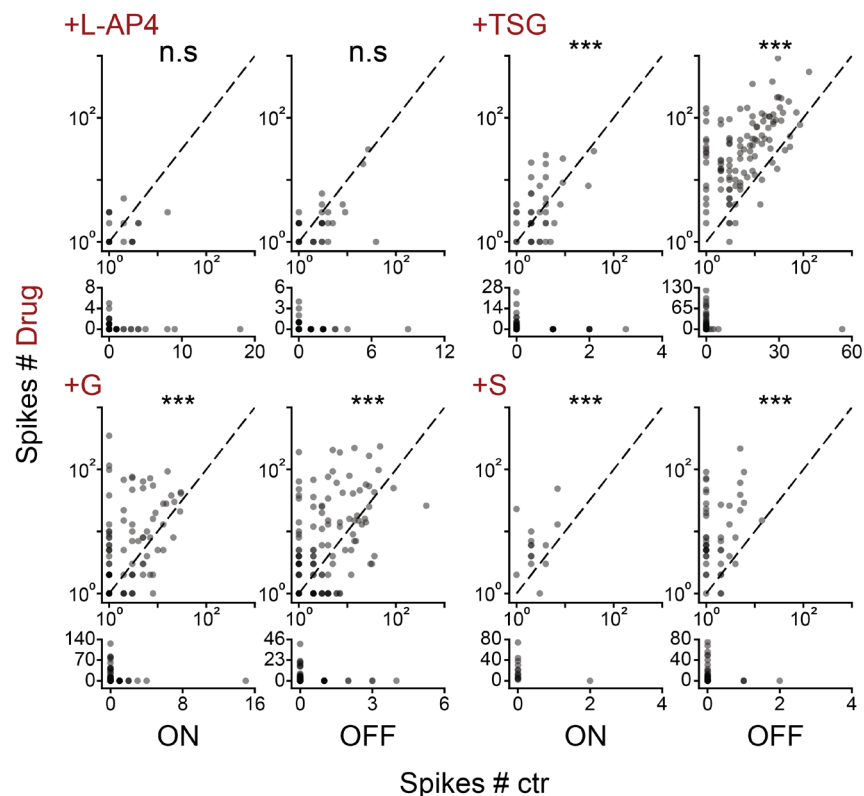 +L-AP4 +TSG
n.s n.s *** ***
10² 10² 10² 10²
10⁰ 10⁰ 10⁰ 10⁰
10⁰ 10² 10⁰ 10² 10⁰ 10² 10⁰ 10²
8 6 28 130
4 3 14 65
0 0 0 0
0 10 20 0 6 12 0 2 4 0 30 60
+G +S
*** *** *** ***
10² 10² 10² 10²
10⁰ 10⁰ 10⁰ 10⁰
10⁰ 10² 10⁰ 10² 10⁰ 10² 10⁰ 10²
140 46 80 80
70 23 40 40
0 0 0 0
0 8 16 0 3 6 0 2 4 0 2 4
ON OFF ON OFF
Spikes # Drug
Spikes # ctr